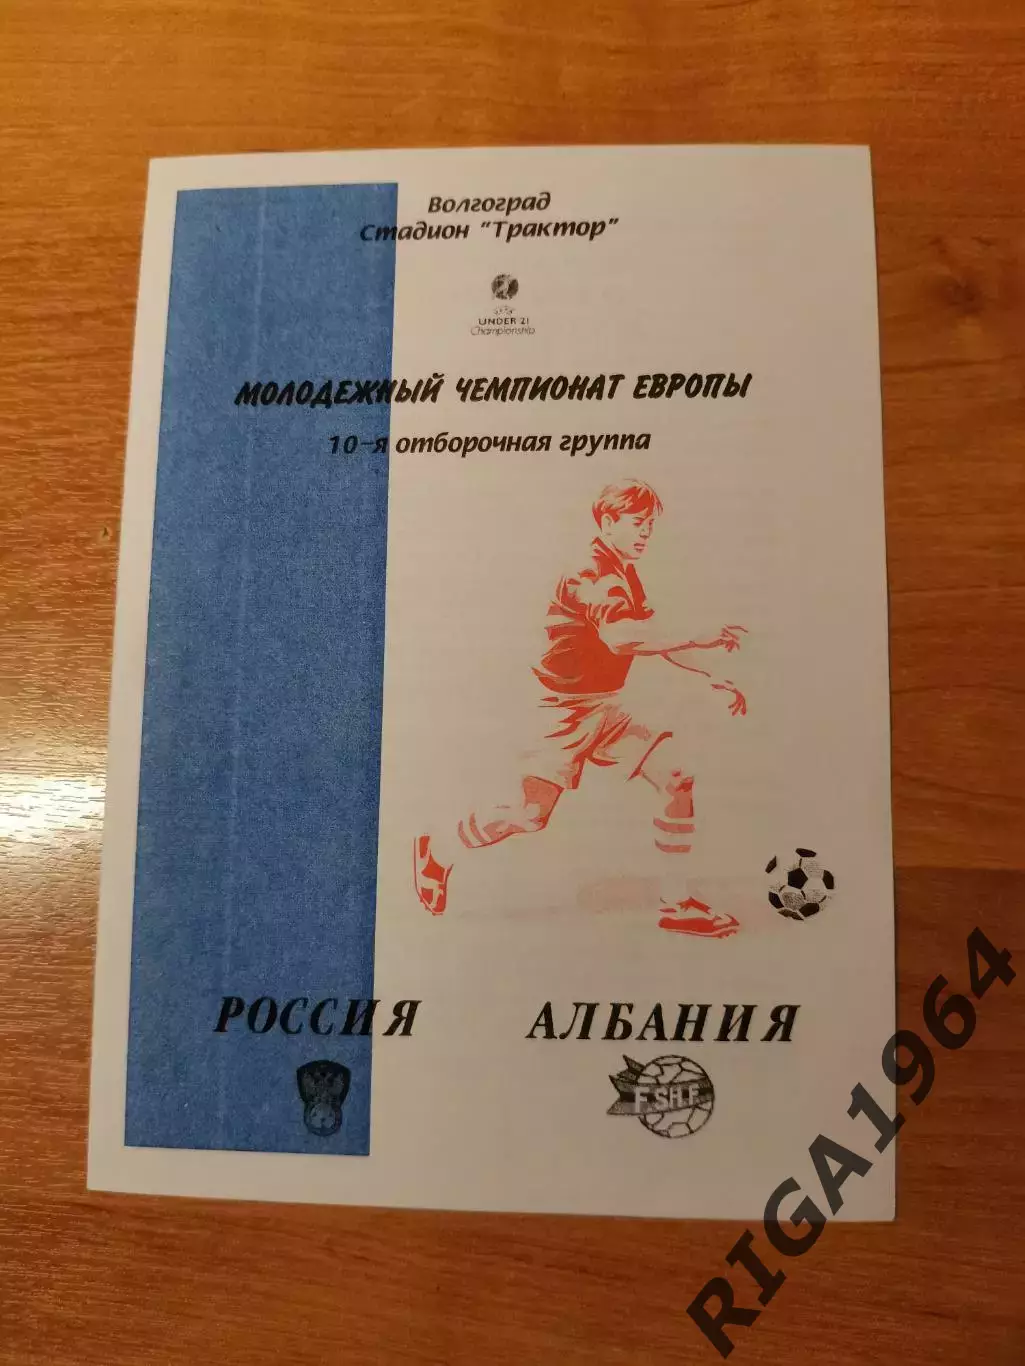 Волгоград
Стадион "Трактор"
UNDER 21
Championship
МОЛОДЕЖНЫЙ ЧЕМПИОНАТ ЕВРОПЫ
10-я отборочная группа
РОССИЯ АЛБАНИЯ
F.SH.F.
RIGA1964